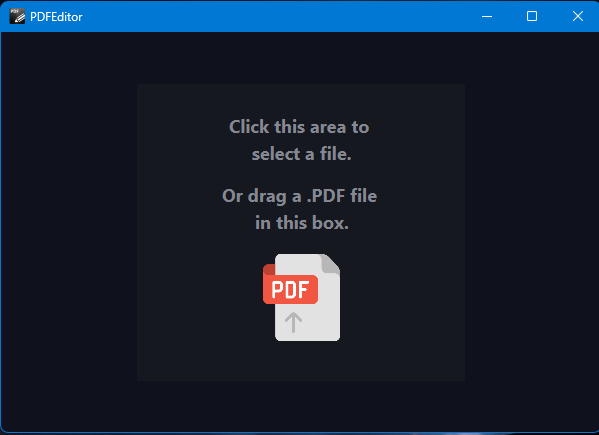 PDFEditor
Click this area to
select a file.
Or drag a .PDF file
in this box.
PDF